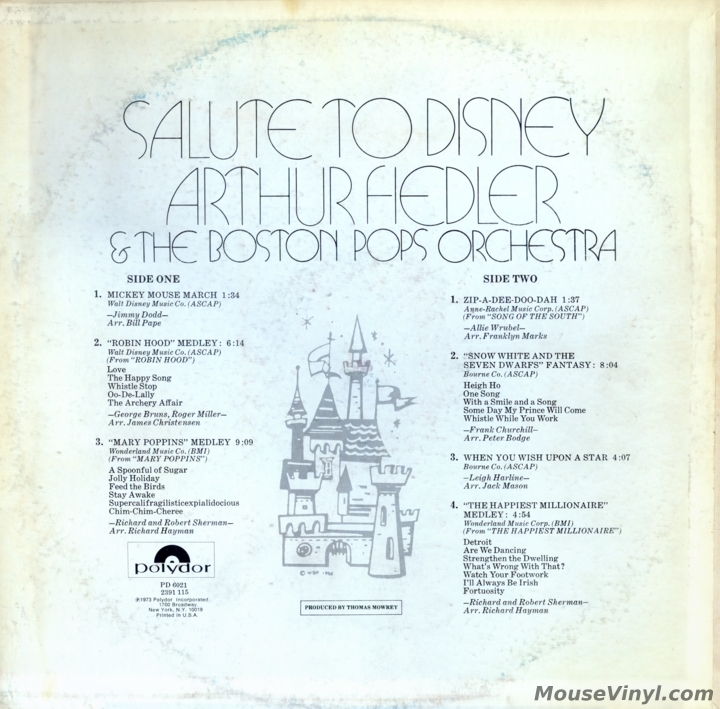 SALUTE TO DISNEY
ARTHUR FIEDLER
& THE BOSTON POPS ORCHESTRA
SIDE ONE
1. MICKEY MOUSE MARCH 1:34
Walt Disney Music Co. (ASCAP)
—Jimmy Dodd—
Arr. Bill Pape
2. "ROBIN HOOD" MEDLEY: 6:14
Walt Disney Music Co. (ASCAP)
(From "ROBIN HOOD")
Love
The Happy Song
Whistle Stop
Oo-De-Lally
The Archery Affair
—George Bruns, Roger Miller—
Arr. James Christensen
3. "MARY POPPINS" MEDLEY 9:09
Wonderland Music Co. (BMI)
(From "MARY POPPINS")
A Spoonful of Sugar
Jolly Holiday
Feed the Birds
Stay Awake
Supercalifragilisticexpialidocious
Chim-Chim-Cheree
—Richard and Robert Sherman—
Arr. Richard Hayman
polydor
PD 6021
2391 115
℗1973 Polydor Incorporated
1700 Broadway
New York, N.Y. 10019
Printed in U.S.A.
PRODUCED BY THOMAS MOWREY
SIDE TWO
1. ZIP-A-DEE-DOO-DAH 1:37
Anne-Rachel Music Corp. (ASCAP)
(From "SONG OF THE SOUTH")
—Allie Wrubel—
Arr. Franklyn Marks
2. "SNOW WHITE AND THE
SEVEN DWARFS" FANTASY: 8:04
Bourne Co. (ASCAP)
Heigh Ho
One Song
With a Smile and a Song
Some Day My Prince Will Come
Whistle While You Work
—Frank Churchill—
Arr. Peter Bodge
3. WHEN YOU WISH UPON A STAR 4:07
Bourne Co. (ASCAP)
—Leigh Harline—
Arr. Jack Mason
4. "THE HAPPIEST MILLIONAIRE"
MEDLEY: 4:54
Wonderland Music Corp. (BMI)
(From "THE HAPPIEST MILLIONAIRE")
Detroit
Are We Dancing
Strengthen the Dwelling
What's Wrong With That?
Watch Your Footwork
I'll Always Be Irish
Fortuosity
—Richard and Robert Sherman—
Arr. Richard Hayman
MouseVinyl.com